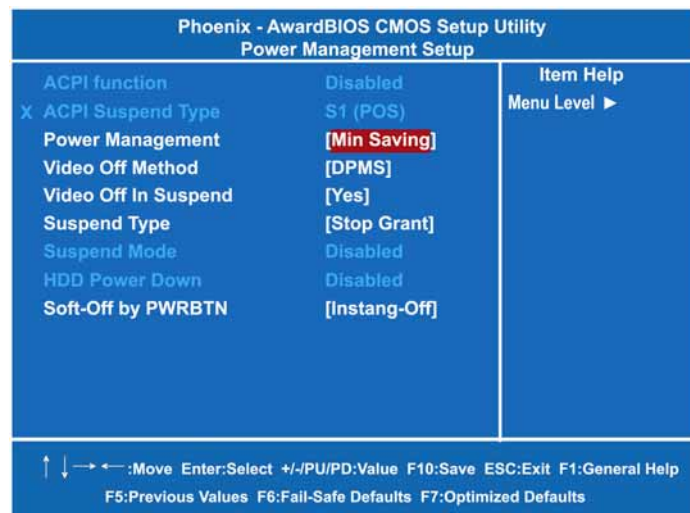 Phoenix - AwardBIOS CMOS Setup Utility
Power Management Setup
ACPI function Disabled
X ACPI Suspend Type S1 (POS)
Power Management [Min Saving]
Video Off Method [DPMS]
Video Off In Suspend [Yes]
Suspend Type [Stop Grant]
Suspend Mode Disabled
HDD Power Down Disabled
Soft-Off by PWRBTN [Instang-Off]
Item Help
Menu Level ►
↑ ↓ → ← :Move Enter:Select +/-/PU/PD:Value F10:Save ESC:Exit F1:General Help
F5:Previous Values F6:Fail-Safe Defaults F7:Optimized Defaults